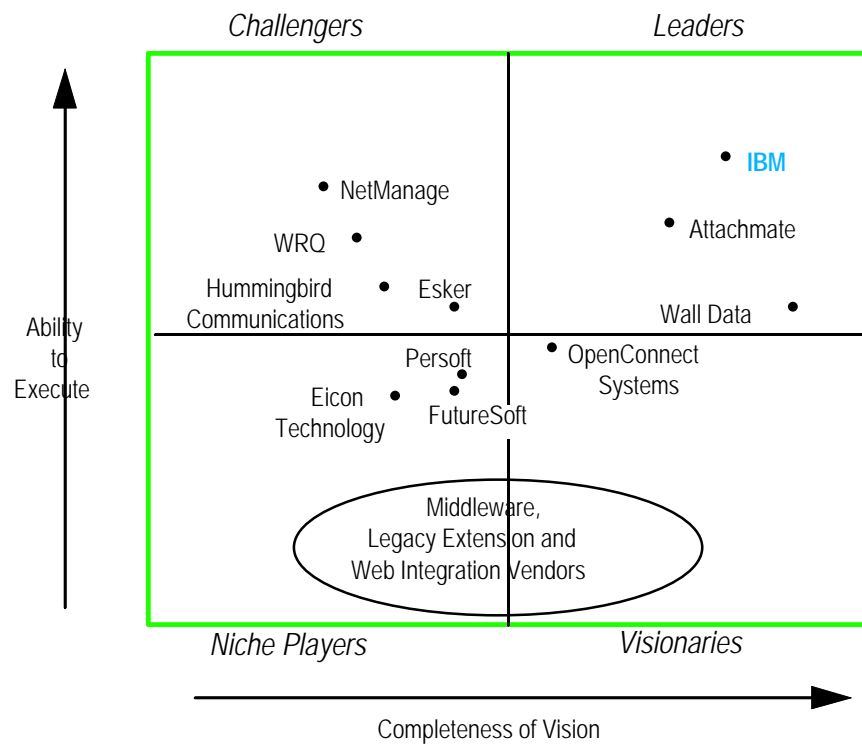 Challengers
Leaders
IBM
NetManage
Attachmate
WRQ
Hummingbird
Communications
Esker
Wall Data
Ability
to
Execute
Persoft
OpenConnect
Systems
Eicon
Technology
FutureSoft
Middleware,
Legacy Extension and
Web Integration Vendors
Niche Players
Visionaries
Completeness of Vision